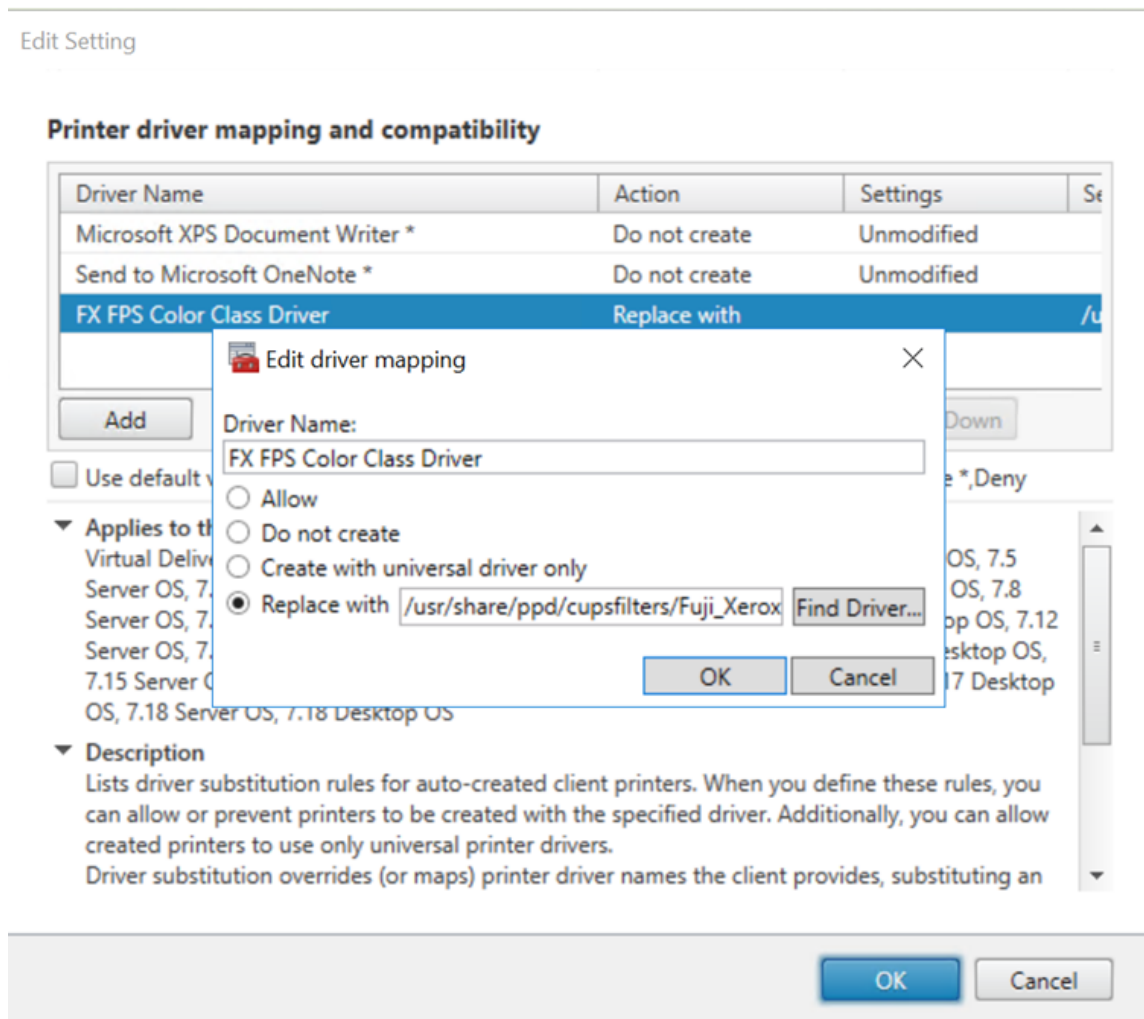 Edit Setting
Printer driver mapping and compatibility
Driver Name Action Settings
Microsoft XPS Document Writer * Do not create Unmodified
Send to Microsoft OneNote * Do not create Unmodified
FX FPS Color Class Driver Replace with /u
Edit driver mapping
Add Down
Driver Name:
FX FPS Color Class Driver
Use default *,Deny
Allow
Applies to
Do not create
Virtual OS, 7.5
Create with universal driver only
Server OS, 7. OS, 7.8
Replace with /usr/share/ppd/cupsfilters/Fuji_Xerox Find Driver...
Server OS, 7. OS, 7.12
Server OS, 7. OS,
OK Cancel
7.15 Server 17 Desktop
OS, 7.18 Server OS, 7.18 Desktop OS
Description
Lists driver substitution rules for auto-created client printers. When you define these rules, you
can allow or prevent printers to be created with the specified driver. Additionally, you can allow
created printers to use only universal printer drivers.
Driver substitution overrides (or maps) printer driver names the client provides, substituting an
OK Cancel